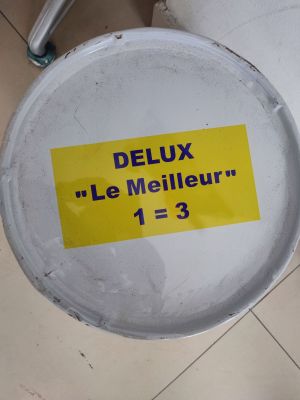 DELUX
"Le Meilleur"
1 = 3